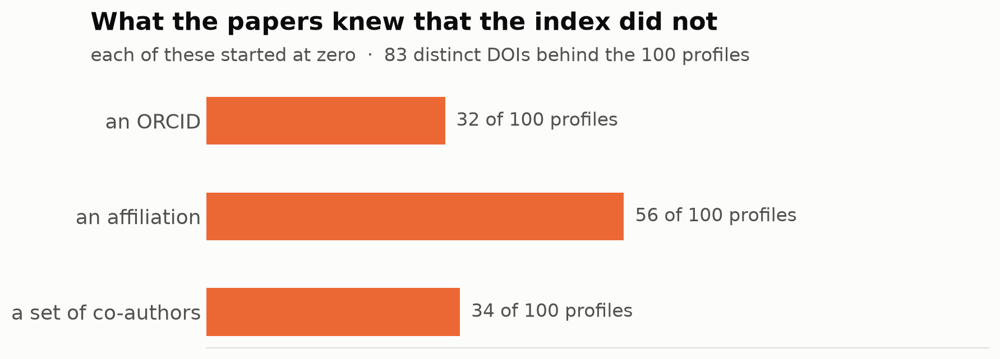 What the papers knew that the index did not
each of these started at zero · 83 distinct DOIs behind the 100 profiles
an ORCID 32 of 100 profiles
an affiliation 56 of 100 profiles
a set of co-authors 34 of 100 profiles